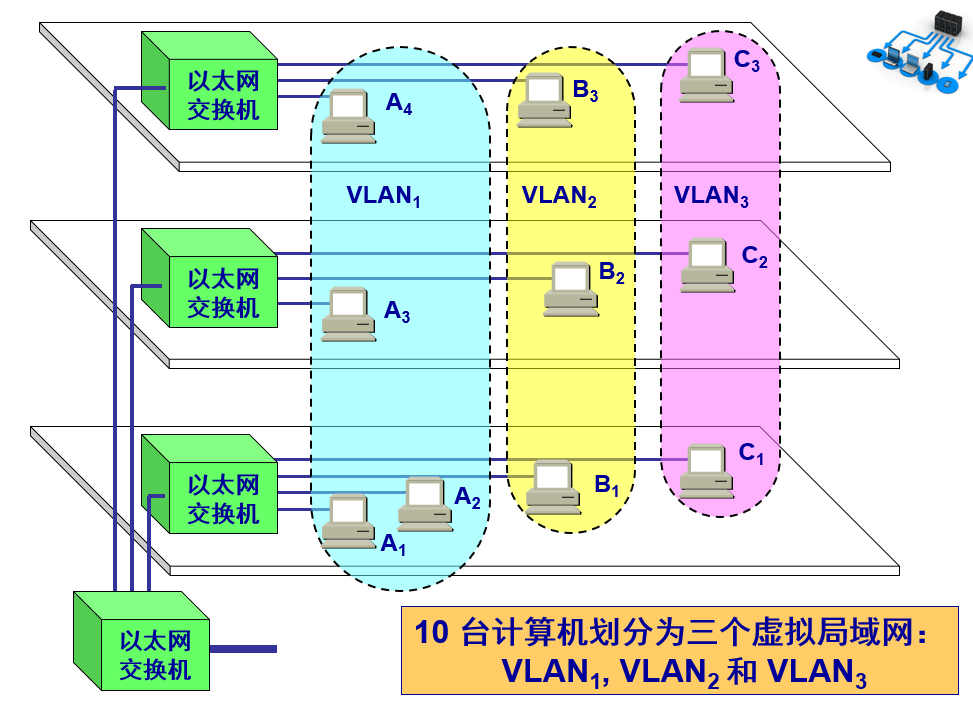 以太网
交换机
A4
B3
C3
VLAN1
VLAN2
VLAN3
以太网
交换机
A3
B2
C2
以太网
交换机
A1
A2
B1
C1
以太网
交换机
10 台计算机划分为三个虚拟局域网：
VLAN1, VLAN2 和 VLAN3